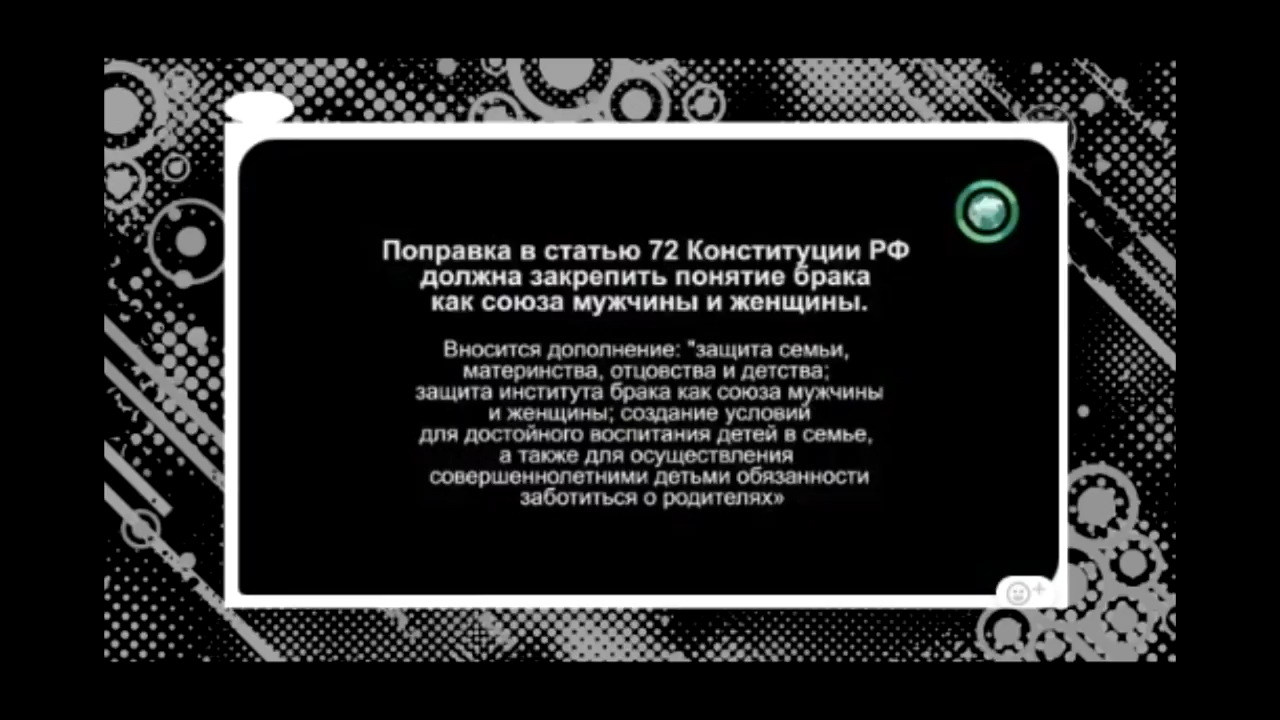 Поправка в статью 72 Конституции РФ
должна закрепить понятие брака
как союза мужчины и женщины.
Вносится дополнение: "защита семьи,
материнства, отцовства и детства;
защита института брака как союза мужчины
и женщины; создание условий
для достойного воспитания детей в семье,
а также для осуществления
совершеннолетними детьми обязанности
заботиться о родителях»